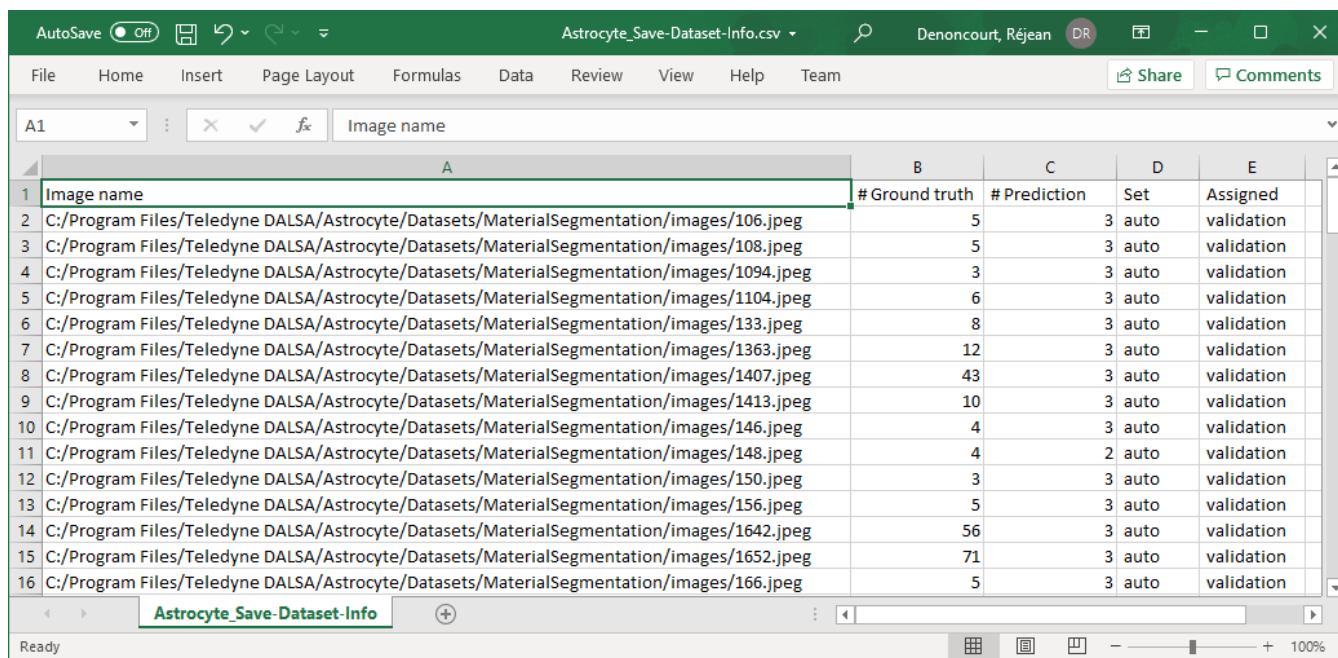 AutoSave Off Astrocyte_Save-Dataset-Info.csv Denoncourt, Réjean DR
File Home Insert Page Layout Formulas Data Review View Help Team Share Comments
A1 fx Image name
A B C D E
1 Image name # Ground truth # Prediction Set Assigned
2 C:/Program Files/Teledyne DALSA/Astrocyte/Datasets/MaterialSegmentation/images/106.jpeg 5 3 auto validation
3 C:/Program Files/Teledyne DALSA/Astrocyte/Datasets/MaterialSegmentation/images/108.jpeg 5 3 auto validation
4 C:/Program Files/Teledyne DALSA/Astrocyte/Datasets/MaterialSegmentation/images/1094.jpeg 3 3 auto validation
5 C:/Program Files/Teledyne DALSA/Astrocyte/Datasets/MaterialSegmentation/images/1104.jpeg 6 3 auto validation
6 C:/Program Files/Teledyne DALSA/Astrocyte/Datasets/MaterialSegmentation/images/133.jpeg 8 3 auto validation
7 C:/Program Files/Teledyne DALSA/Astrocyte/Datasets/MaterialSegmentation/images/1363.jpeg 12 3 auto validation
8 C:/Program Files/Teledyne DALSA/Astrocyte/Datasets/MaterialSegmentation/images/1407.jpeg 43 3 auto validation
9 C:/Program Files/Teledyne DALSA/Astrocyte/Datasets/MaterialSegmentation/images/1413.jpeg 10 3 auto validation
10 C:/Program Files/Teledyne DALSA/Astrocyte/Datasets/MaterialSegmentation/images/146.jpeg 4 3 auto validation
11 C:/Program Files/Teledyne DALSA/Astrocyte/Datasets/MaterialSegmentation/images/148.jpeg 4 2 auto validation
12 C:/Program Files/Teledyne DALSA/Astrocyte/Datasets/MaterialSegmentation/images/150.jpeg 3 3 auto validation
13 C:/Program Files/Teledyne DALSA/Astrocyte/Datasets/MaterialSegmentation/images/156.jpeg 5 3 auto validation
14 C:/Program Files/Teledyne DALSA/Astrocyte/Datasets/MaterialSegmentation/images/1642.jpeg 56 3 auto validation
15 C:/Program Files/Teledyne DALSA/Astrocyte/Datasets/MaterialSegmentation/images/1652.jpeg 71 3 auto validation
16 C:/Program Files/Teledyne DALSA/Astrocyte/Datasets/MaterialSegmentation/images/166.jpeg 5 3 auto validation
Astrocyte_Save-Dataset-Info
Ready 100%